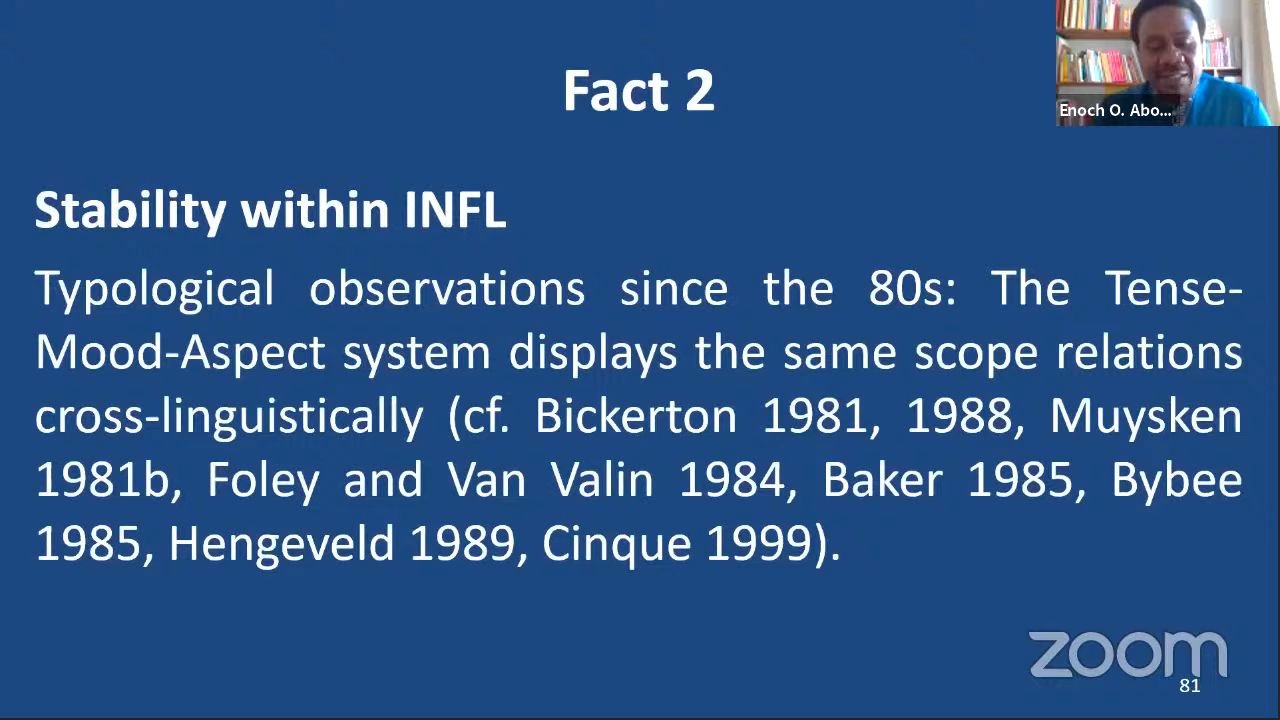 Fact 2
Enoch O. Abo...
Stability within INFL
Typological observations since the 80s: The Tense-
Mood-Aspect system displays the same scope relations
cross-linguistically (cf. Bickerton 1981, 1988, Muysken
1981b, Foley and Van Valin 1984, Baker 1985, Bybee
1985, Hengeveld 1989, Cinque 1999).
zoom
81